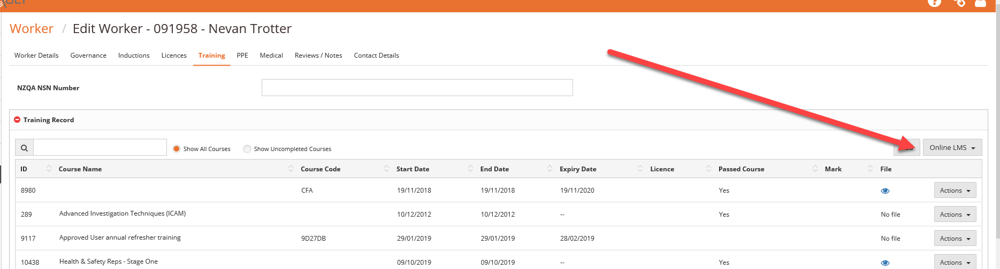 Worker / Edit Worker - 091958 - Nevan Trotter
Worker Details Governance Inductions Licences Training PPE Medical Reviews / Notes Contact Details
NZQA NSN Number
Training Record
Show All Courses Show Uncompleted Courses Online LMS
ID Course Name Course Code Start Date End Date Expiry Date Licence Passed Course Mark File
8980 CFA 19/11/2018 19/11/2018 19/11/2020 Yes Actions
289 Advanced Investigation Techniques (ICAM) 10/12/2012 10/12/2012 -- Yes No file Actions
9117 Approved User annual refresher training 9D27DB 29/01/2019 29/01/2019 28/02/2019 No file Actions
10438 Health & Safety Reps - Stage One 09/10/2019 09/10/2019 -- Yes Actions